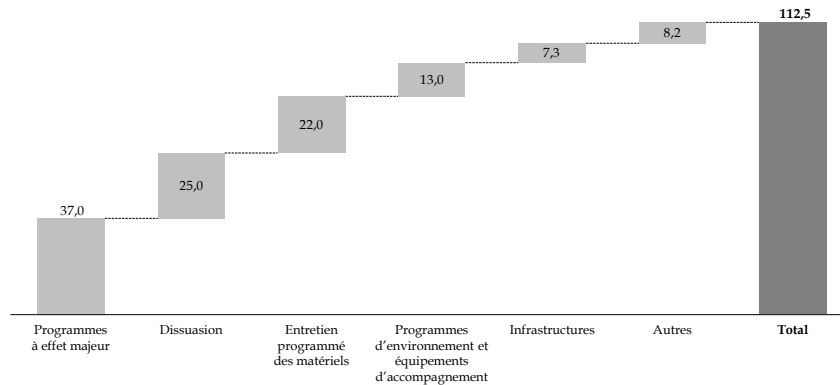 112,5
8,2
7,3
13,0
22,0
25,0
37,0
Programmes
à effet majeur
Dissuasion
Entretien
programmé
des matériels
Programmes
d'environnement et
équipements
d'accompagnement
Infrastructures
Autres
Total